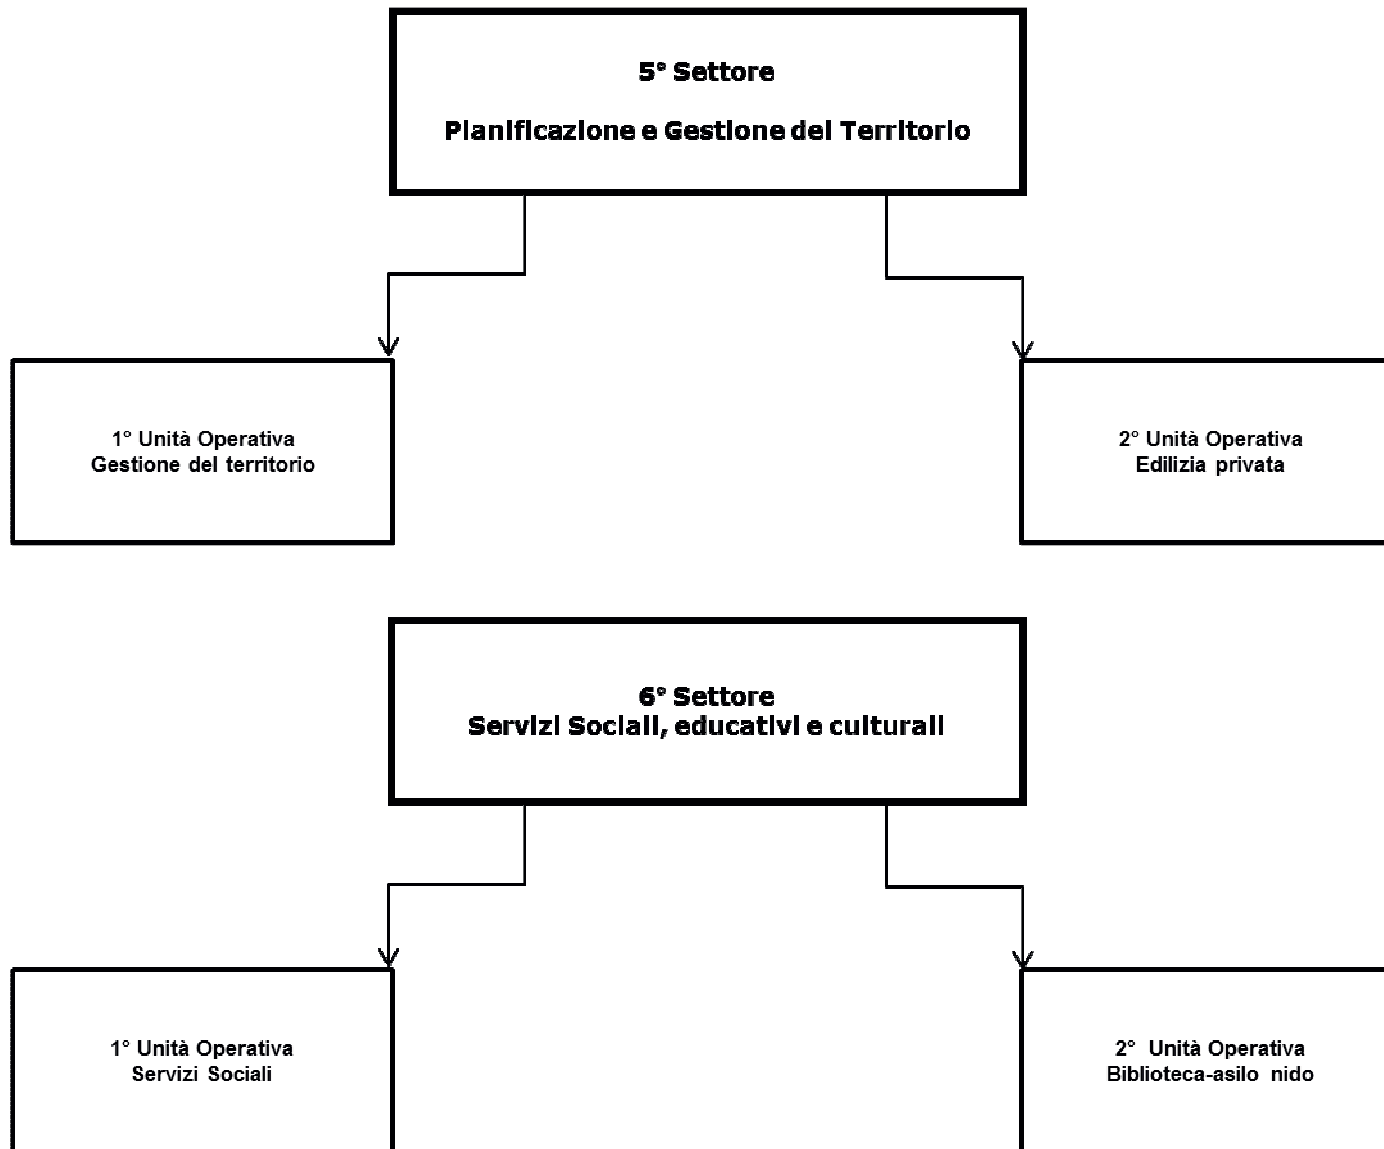 5° Settore
Pianificazione e Gestione del Territorio
1° Unità Operativa
Gestione del territorio
2° Unità Operativa
Edilizia privata
6° Settore
Servizi Sociali, educativi e culturali
1° Unità Operativa
Servizi Sociali
2° Unità Operativa
Biblioteca-asilo nido